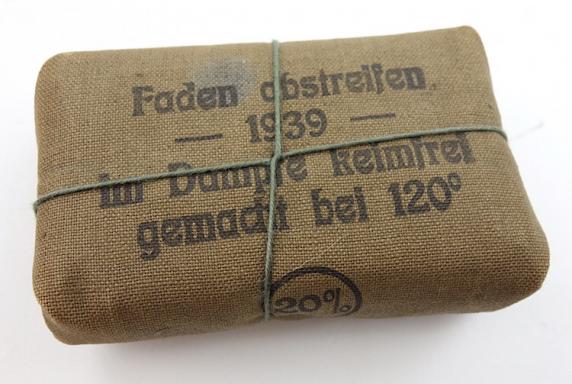 Faden abstreifen
— 1939 —
im Dampfe keimfrei
gemacht bei 120°
20%